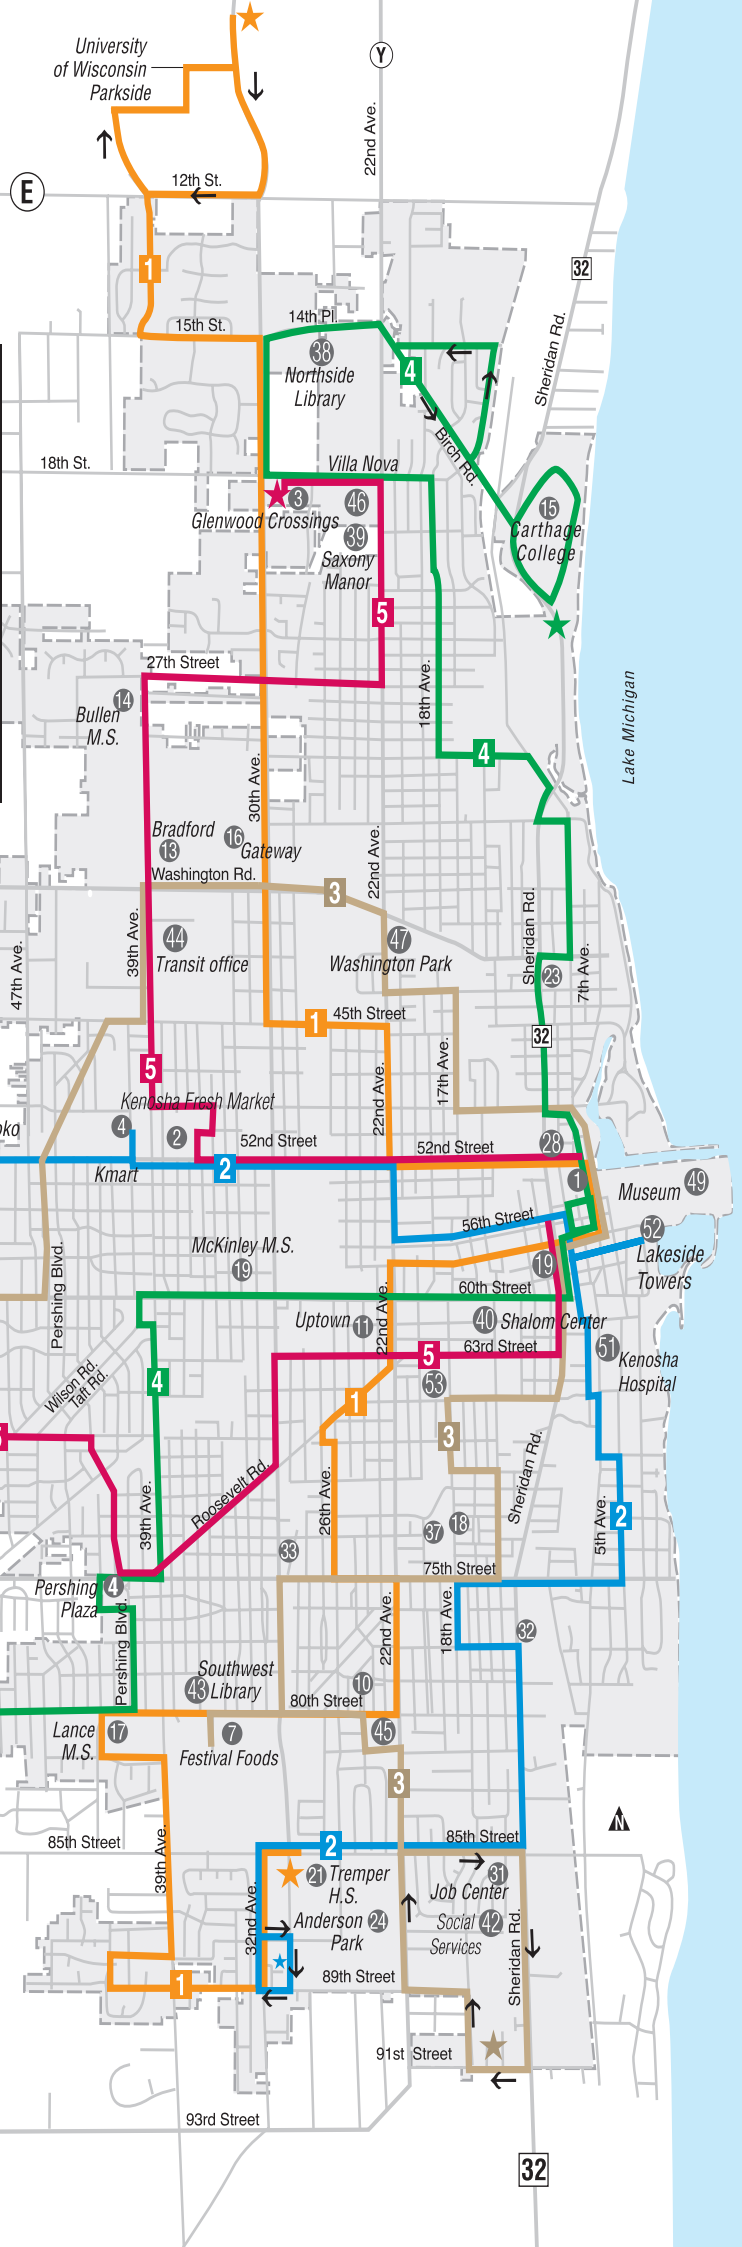 University
of Wisconsin
Parkside
Y
22nd Ave.
12th St.
E
32
1
15th St.
14th Pl.
38
Northside
Library
4
Sheridan Rd.
Birch Rd.
18th St.
Villa Nova
3
46
Glenwood Crossings
39
Saxony
Manor
15
Carthage
College
5
27th Street
14
Bullen
M.S.
18th Ave.
Lake Michigan
4
30th Ave.
Bradford
13
16
Gateway
Washington Rd.
22nd Ave.
3
47th Ave.
39th Ave.
44
Transit office
47
Washington Park
Sheridan Rd.
23
7th Ave.
1
45th Street
32
17th Ave.
22nd Ave.
5
Kenosha Fresh Market
oko
4
2
52nd Street
52nd Street
28
Kmart
2
1
Museum
49
56th Street
52
Lakeside
Towers
McKinley M.S.
19
19
Pershing Blvd.
60th Street
22nd Ave.
Uptown
11
40
Shalom Center
63rd Street
5
51
Kenosha
Hospital
Wilson Rd.
Taft Rd.
4
53
1
3
39th Ave.
Roosevelt Rd.
26th Ave.
Sheridan Rd.
5th Ave.
2
37
18
33
75th Street
Pershing
Plaza
4
Pershing Blvd.
22nd Ave.
18th Ave.
32
Southwest
Library
43
10
80th Street
Lance
M.S.
17
7
Festival Foods
45
3
N
85th Street
2
85th Street
39th Ave.
32nd Ave.
21
Tremper
H.S.
31
Job Center
Anderson
Park
24
Social
Services
42
Sheridan Rd.
1
89th Street
91st Street
93rd Street
32